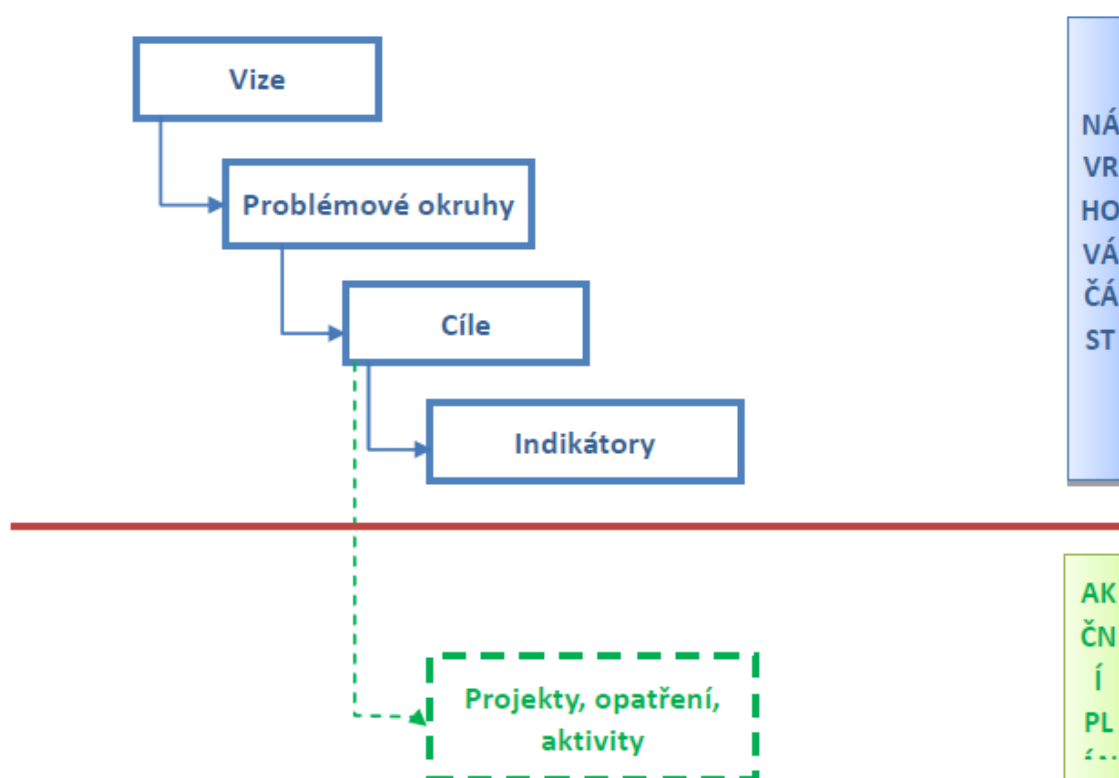 Vize
Problémové okruhy
Cíle
Indikátory
NÁ
VR
HO
VÁ
ČÁ
ST
Projekty, opatření,
aktivity
AK
ČN
Í
PL